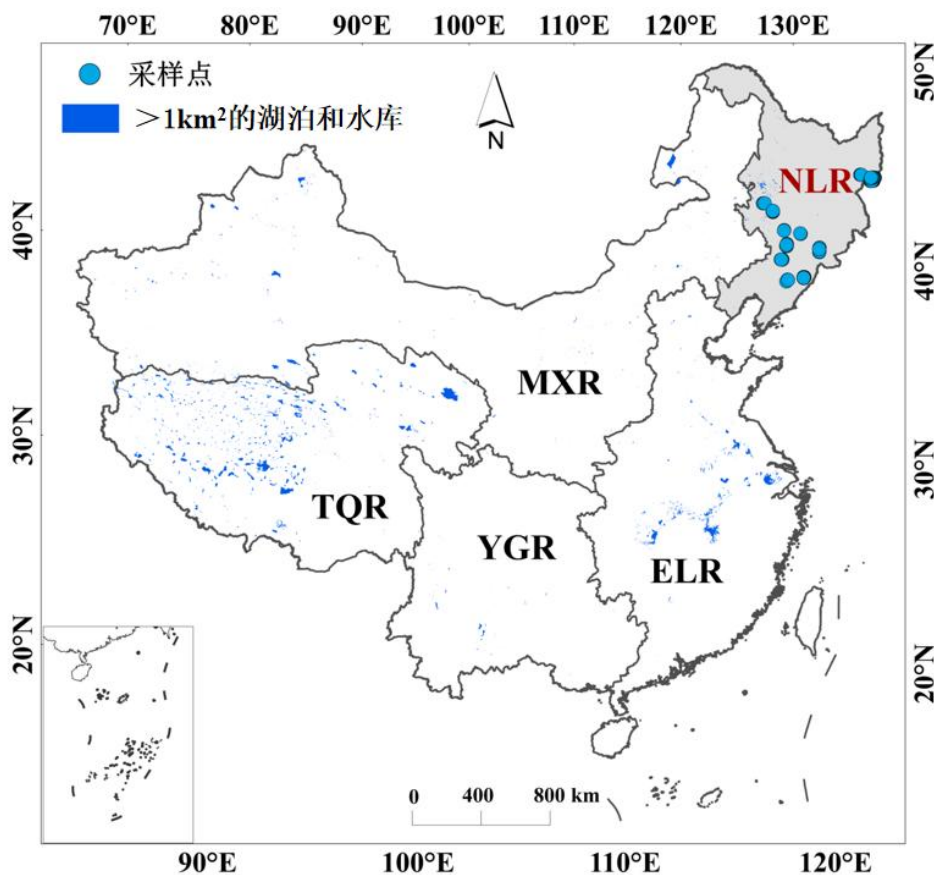 70°E 80°E 90°E 100°E 110°E 120°E 130°E
50°N
采样点
>1km²的湖泊和水库
N
NLR
40°N
40°N
MXR
30°N
30°N
TQR
YGR
ELR
20°N
20°N
0 400 800 km
90°E 100°E 110°E 120°E